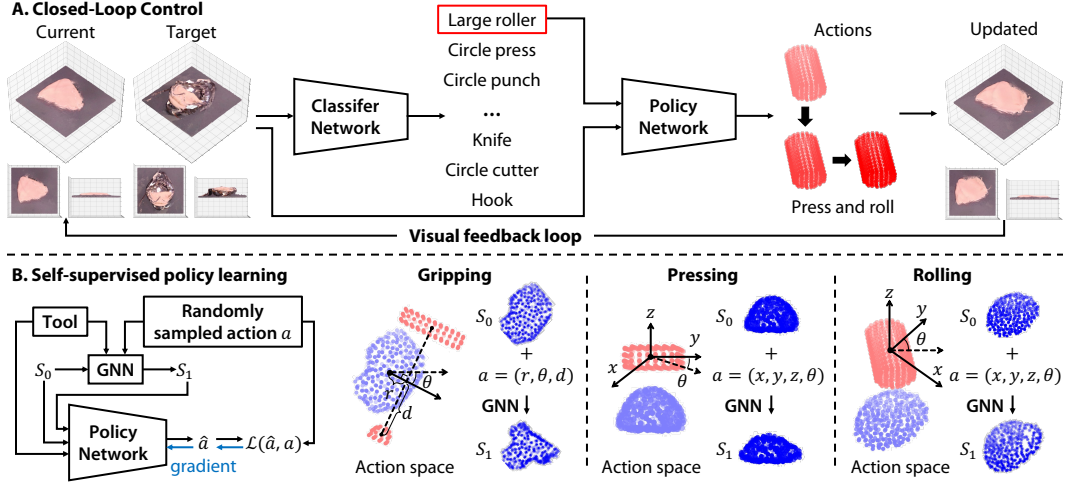 A. Closed-Loop Control
Current
Target
Classifer
Network
Large roller
Circle press
Circle punch
...
Knife
Circle cutter
Hook
Policy
Network
Actions
Press and roll
Updated
Visual feedback loop
B. Self-supervised policy learning
Tool
Randomly
sampled action a
S₀
GNN
S₁
Policy
Network
â
ℒ(â, a)
gradient
Gripping
r
d
θ
Action space
S₀
+
a = (r, θ, d)
GNN
S₁
Pressing
z
y
x
θ
Action space
S₀
+
a = (x, y, z, θ)
GNN
S₁
Rolling
z
y
θ
x
Action space
S₀
+
a = (x, y, z, θ)
GNN
S₁